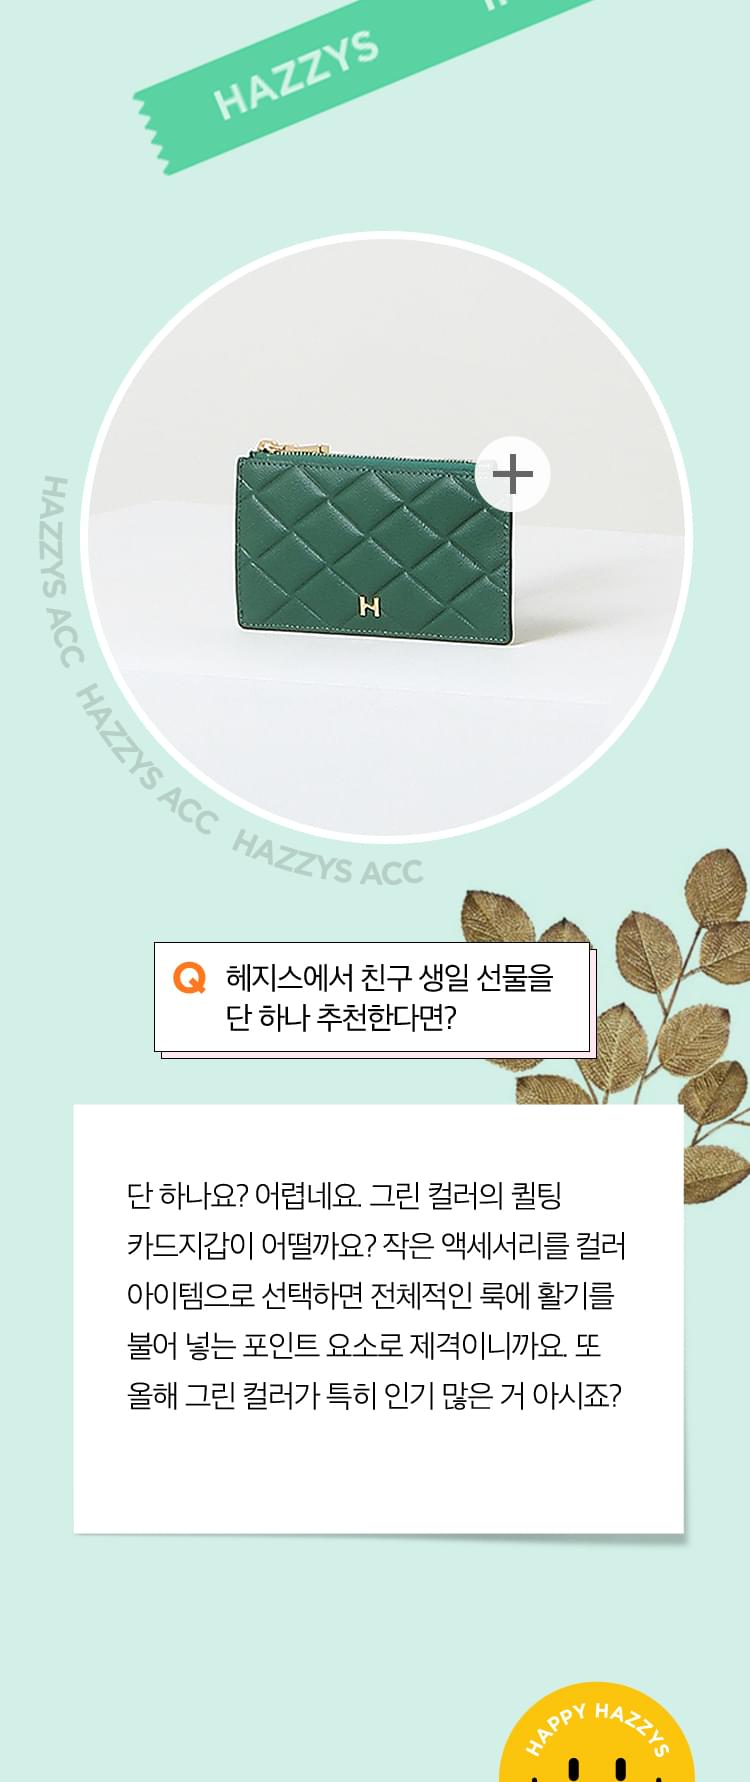 HAZZYS
HAZZYS ACC HAZZYS ACC HAZZYS ACC
H
Q 헤지스에서 친구 생일 선물을
단 하나 추천한다면?
단 하나요? 어렵네요. 그린 컬러의 퀼팅
카드지갑이 어떨까요? 작은 액세서리를 컬러
아이템으로 선택하면 전체적인 룩에 활기를
불어 넣는 포인트 요소로 제격이니까요. 또
올해 그린 컬러가 특히 인기 많은 거 아시죠?
HAPPY HAZZYS